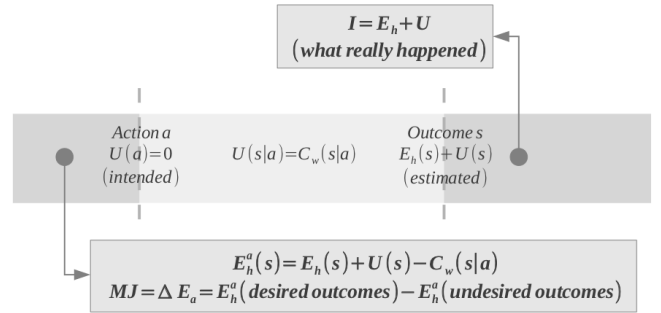 I = E_h + U
(what really happened)
Action a
U(a)=0
(intended)
U(s|a)=C_w(s|a)
Outcome s
E_h(s)+U(s)
(estimated)
E_h^a(s)=E_h(s)+U(s)−C_w(s|a)
MJ=Δ E_a=E_h^a(desired outcomes)−E_h^a(undesired outcomes)